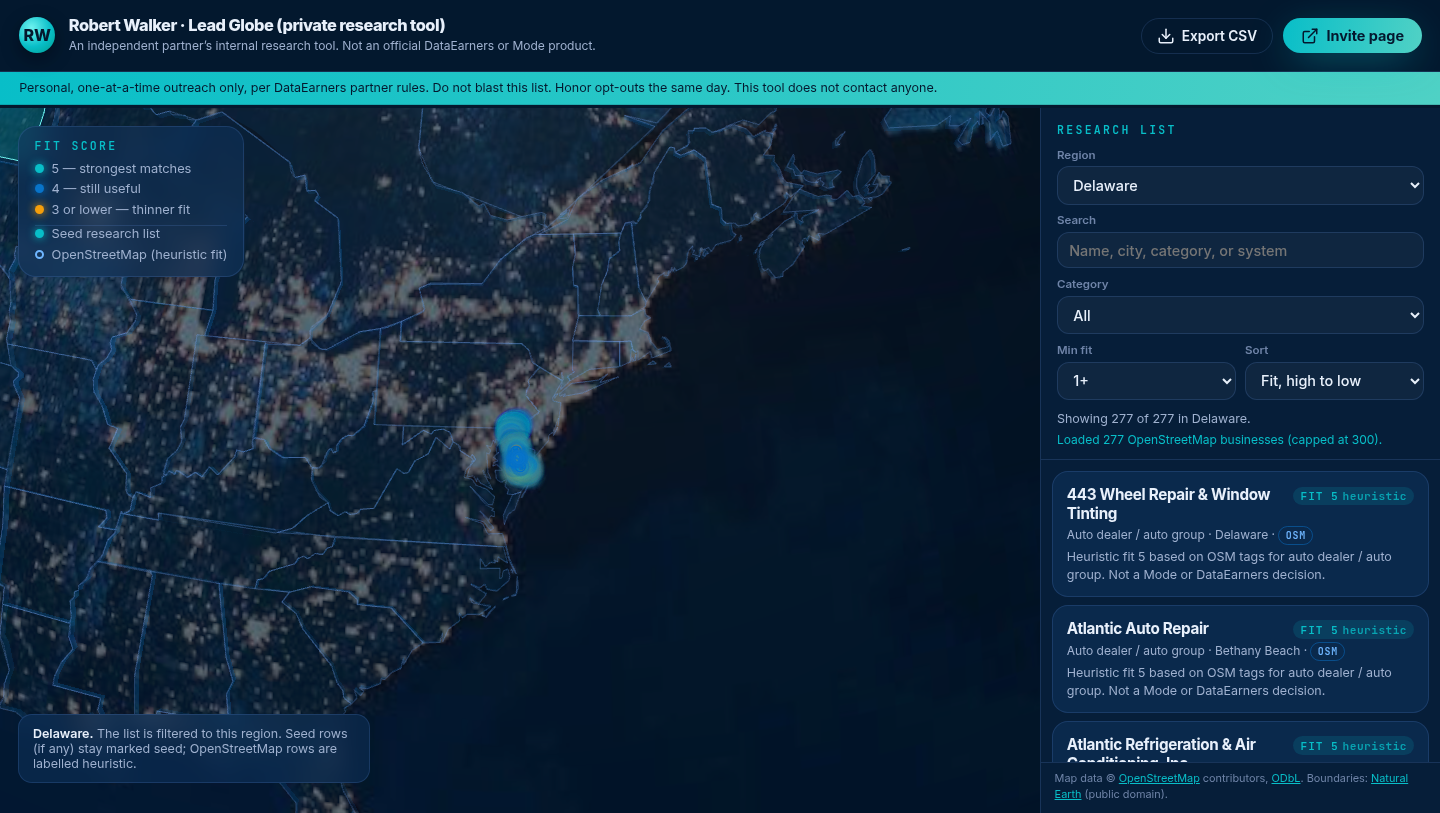 RW
Robert Walker · Lead Globe (private research tool)
An independent partner's internal research tool. Not an official DataEarners or Mode product.
Export CSV
Invite page
Personal, one-at-a-time outreach only, per DataEarners partner rules. Do not blast this list. Honor opt-outs the same day. This tool does not contact anyone.
FIT SCORE
5 — strongest matches
4 — still useful
3 or lower — thinner fit
Seed research list
OpenStreetMap (heuristic fit)
Delaware. The list is filtered to this region. Seed rows
(if any) stay marked seed; OpenStreetMap rows are
labelled heuristic.
RESEARCH LIST
Region
Delaware
Search
Name, city, category, or system
Category
All
Min fit
Sort
1+
Fit, high to low
Showing 277 of 277 in Delaware.
Loaded 277 OpenStreetMap businesses (capped at 300).
443 Wheel Repair & Window
Tinting
FIT 5 heuristic
Auto dealer / auto group · Delaware · OSM
Heuristic fit 5 based on OSM tags for auto dealer / auto
group. Not a Mode or DataEarners decision.
Atlantic Auto Repair
FIT 5 heuristic
Auto dealer / auto group · Bethany Beach · OSM
Heuristic fit 5 based on OSM tags for auto dealer / auto
group. Not a Mode or DataEarners decision.
Atlantic Refrigeration & Air
Conditioning, Inc
FIT 5 heuristic
Map data © OpenStreetMap contributors, ODbL. Boundaries: Natural
Earth (public domain).